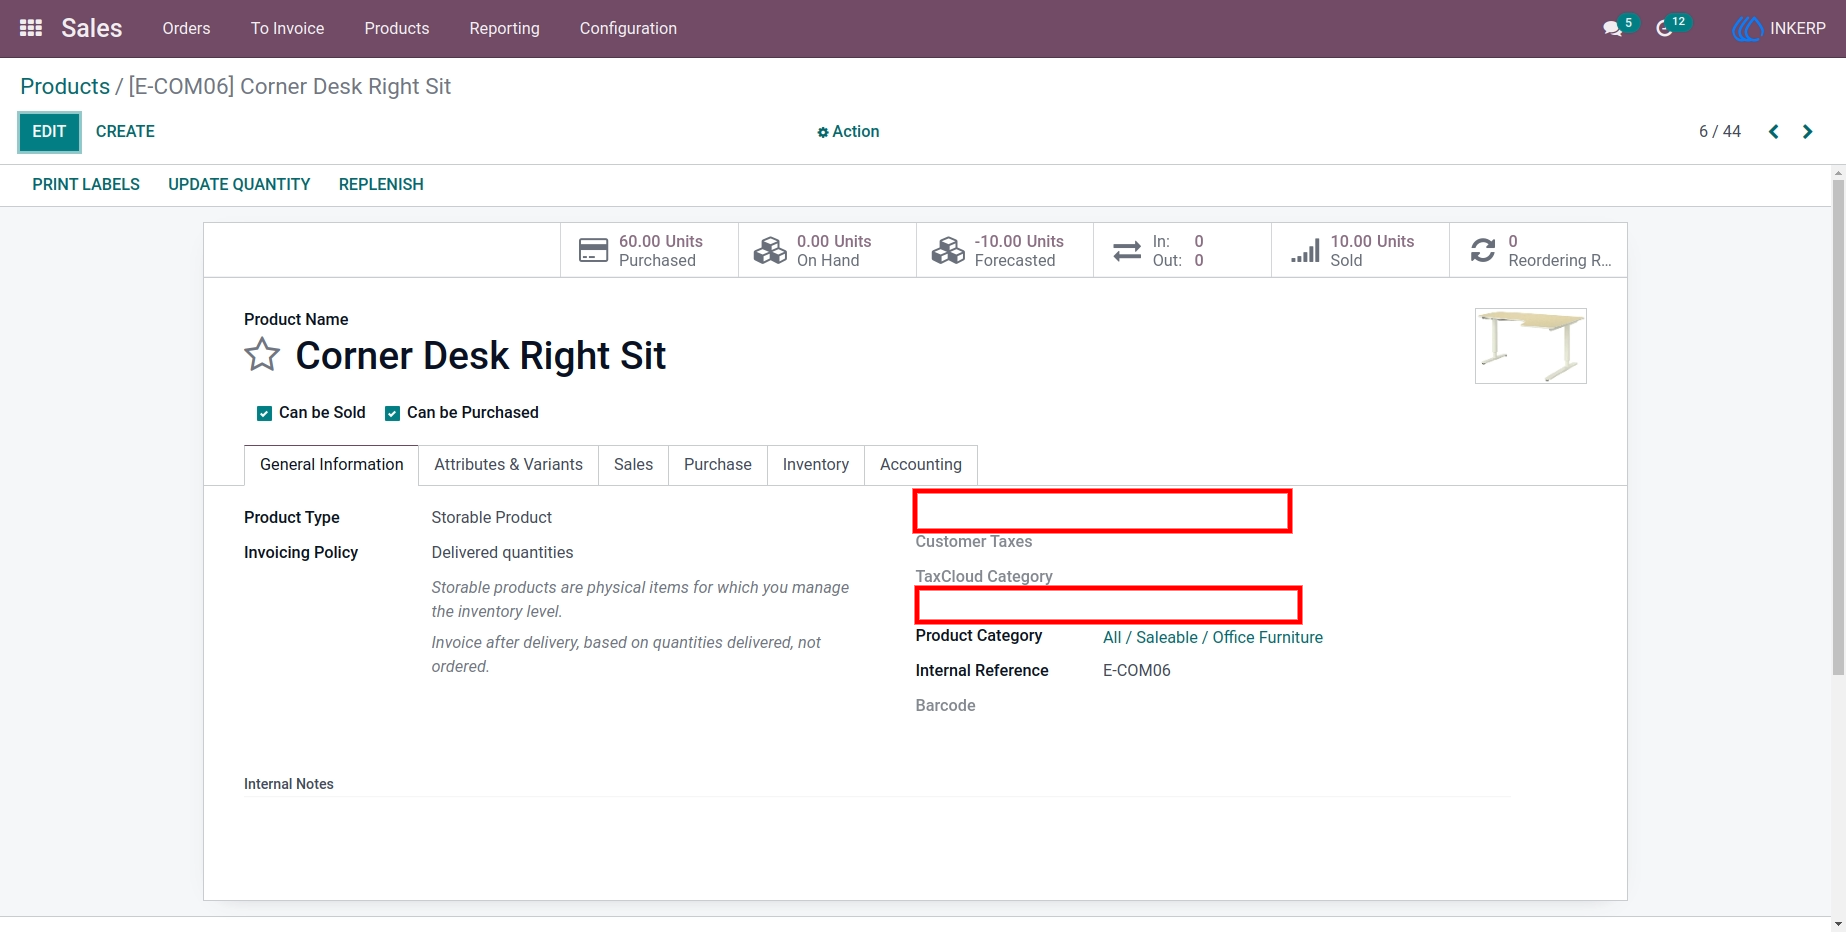 Sales Orders To Invoice Products Reporting Configuration 5 12 INKERP
Products / [E-COM06] Corner Desk Right Sit
EDIT CREATE Action 6 / 44
PRINT LABELS UPDATE QUANTITY REPLENISH
60.00 Units 0.00 Units -10.00 Units In: 0 10.00 Units 0
Purchased On Hand Forecasted Out: 0 Sold Reordering R...
Product Name
Corner Desk Right Sit
Can be Sold Can be Purchased
General Information Attributes & Variants Sales Purchase Inventory Accounting
Product Type Storable Product
Invoicing Policy Delivered quantities
Storable products are physical items for which you manage
the inventory level.
Invoice after delivery, based on quantities delivered, not
ordered.
Customer Taxes
TaxCloud Category
Product Category All / Saleable / Office Furniture
Internal Reference E-COM06
Barcode
Internal Notes